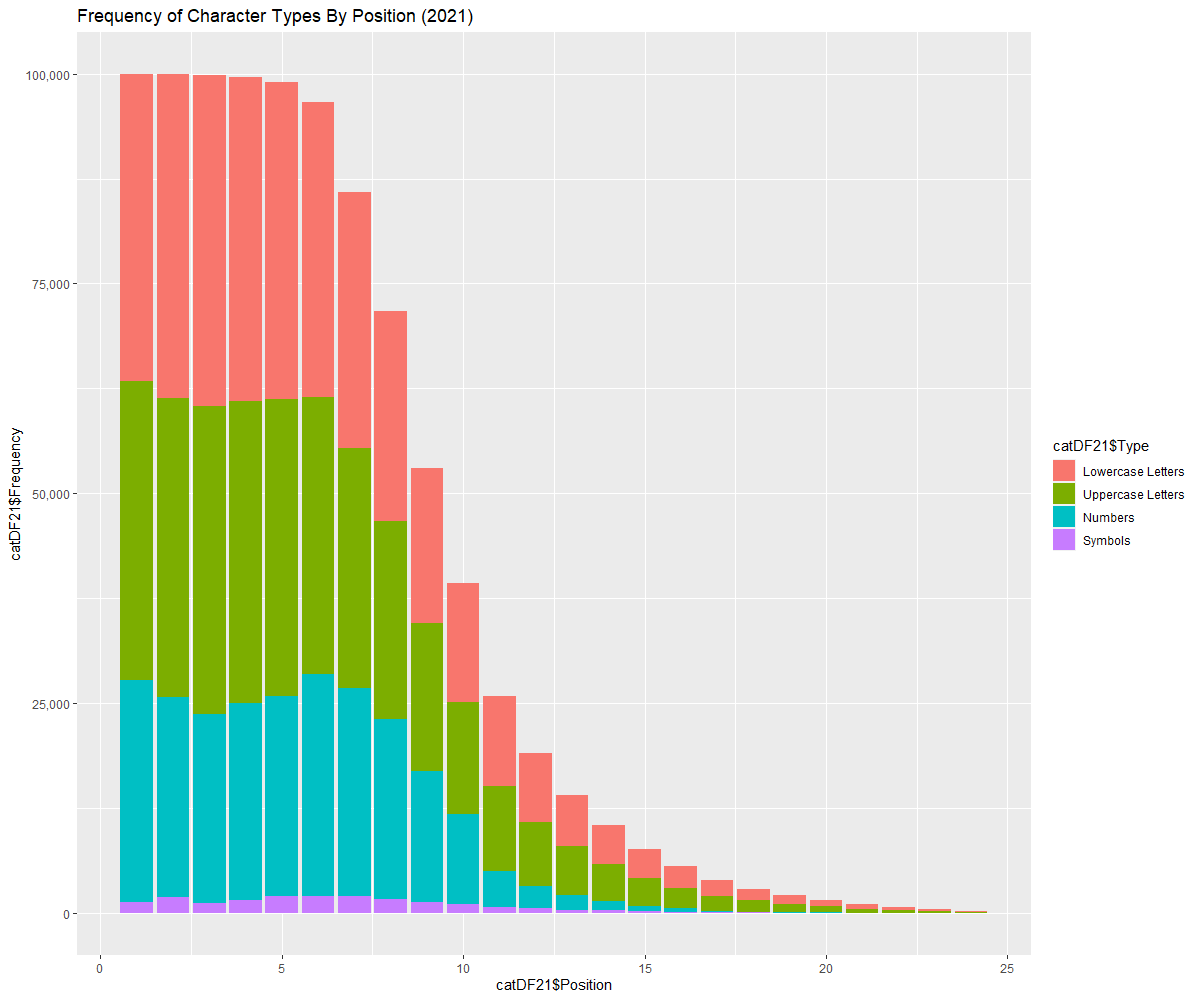 Frequency of Character Types By Position (2021)
100,000
75,000
50,000
25,000
0
catDF21$Frequency
0 5 10 15 20 25
catDF21$Position
catDF21$Type
Lowercase Letters
Uppercase Letters
Numbers
Symbols